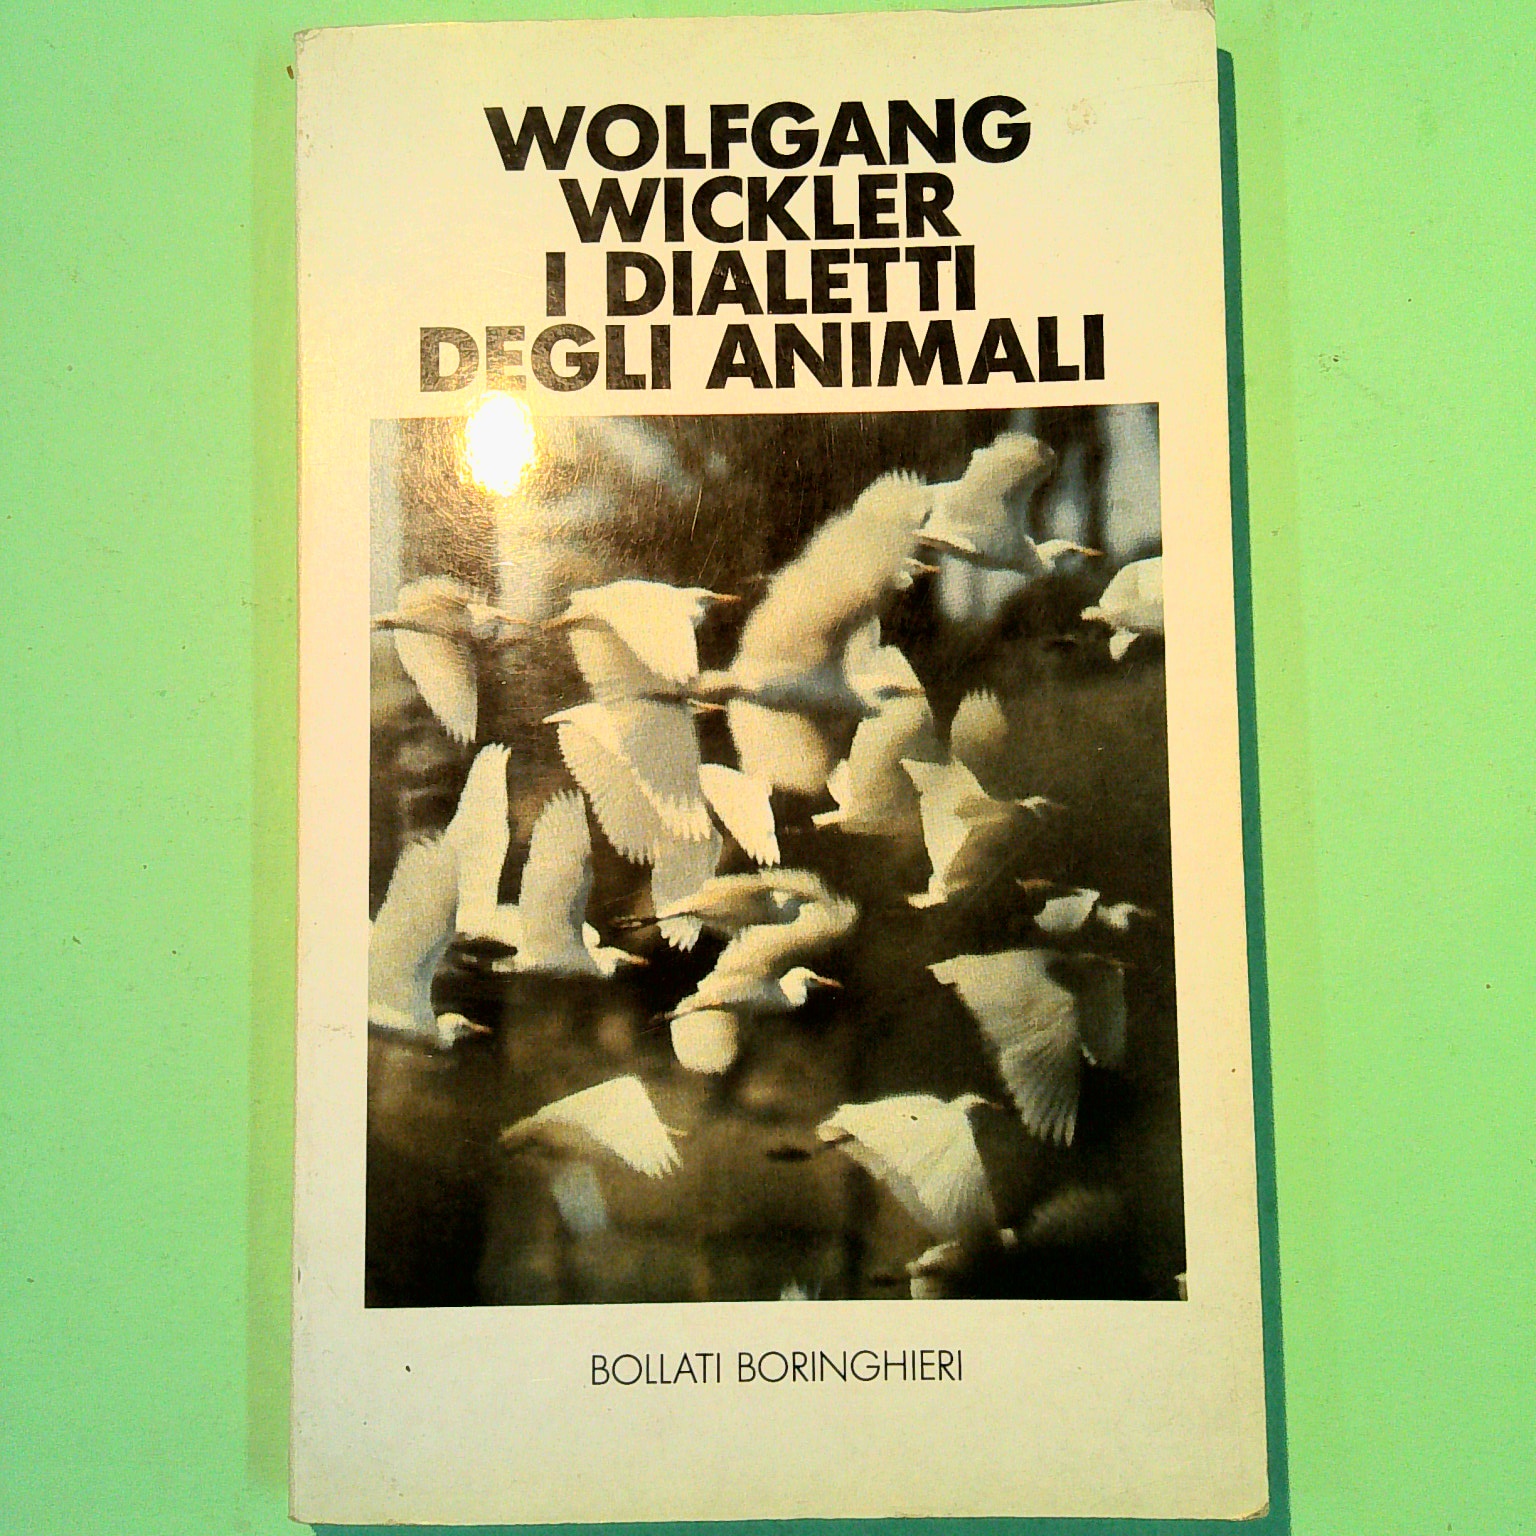 WOLFGANG
WICKLER
I DIALETTI
DEGLI ANIMALI
BOLLATI BORINGHIERI